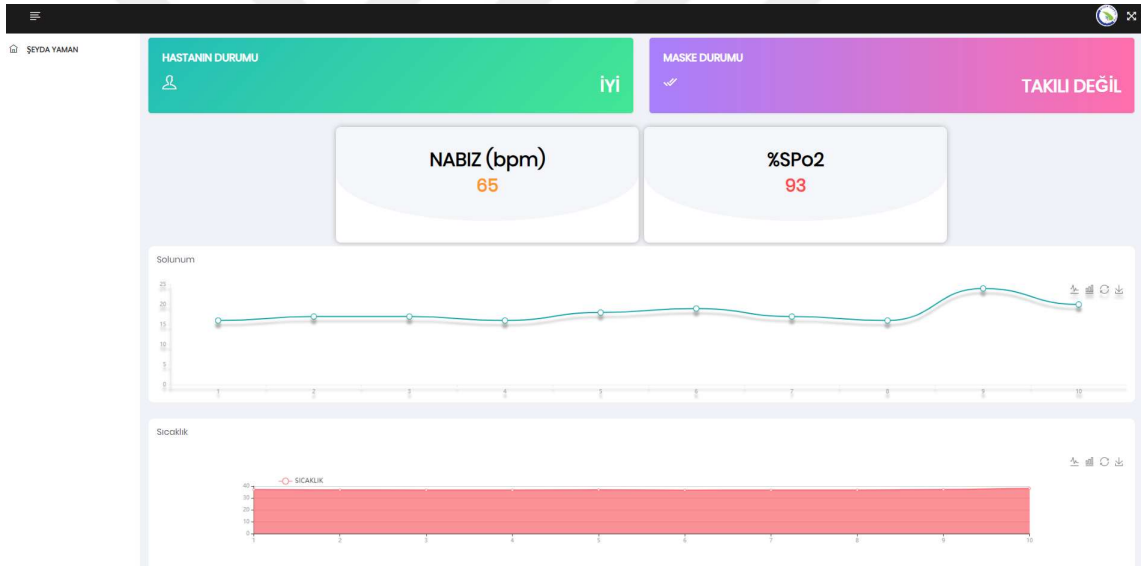 ŞEYDA YAMAN
HASTANIN DURUMU
İYİ
MASKE DURUMU
TAKILI DEĞİL
NABIZ (bpm)
65
%SPo2
93
Solunum
25
20
15
10
5
0
1 2 3 4 5 6 7 8 9 10
Sıcaklık
SICAKLIK
40
30
20
10
0
1 2 3 4 5 6 7 8 9 10